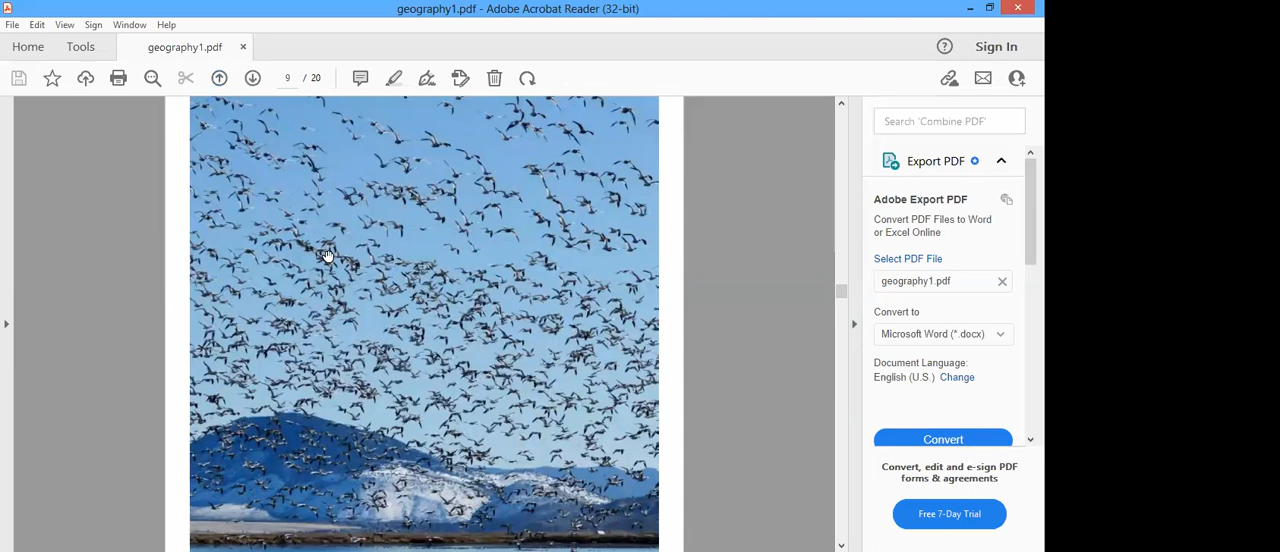 geography1.pdf - Adobe Acrobat Reader (32-bit)
File Edit View Sign Window Help
Home Tools geography1.pdf × ? Sign In
9 / 20
Search 'Combine PDF'
Export PDF
Adobe Export PDF
Convert PDF Files to Word
or Excel Online
Select PDF File
geography1.pdf
Convert to
Microsoft Word (*.docx)
Document Language:
English (U.S.) Change
Convert
Convert, edit and e-sign PDF
forms & agreements
Free 7-Day Trial